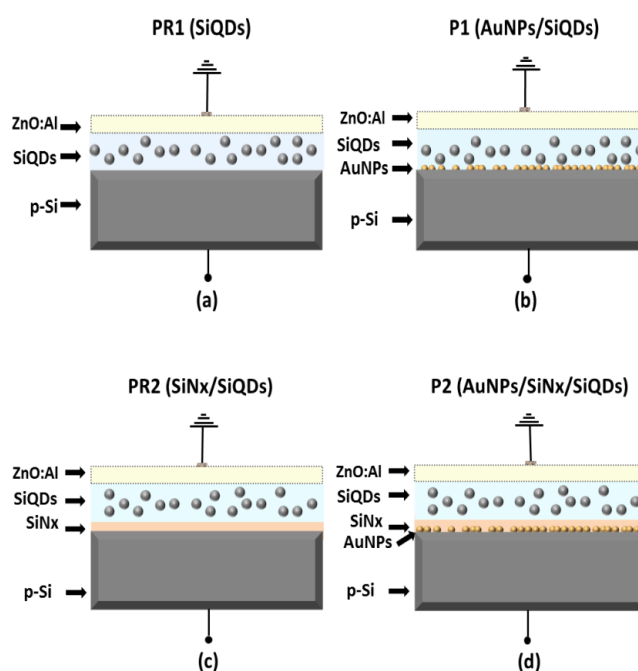 PR1 (SiQDs)
ZnO:Al
SiQDs
p-Si
(a)
P1 (AuNPs/SiQDs)
ZnO:Al
SiQDs
AuNPs
p-Si
(b)
PR2 (SiNx/SiQDs)
ZnO:Al
SiQDs
SiNx
p-Si
(c)
P2 (AuNPs/SiNx/SiQDs)
ZnO:Al
SiQDs
SiNx
AuNPs
p-Si
(d)